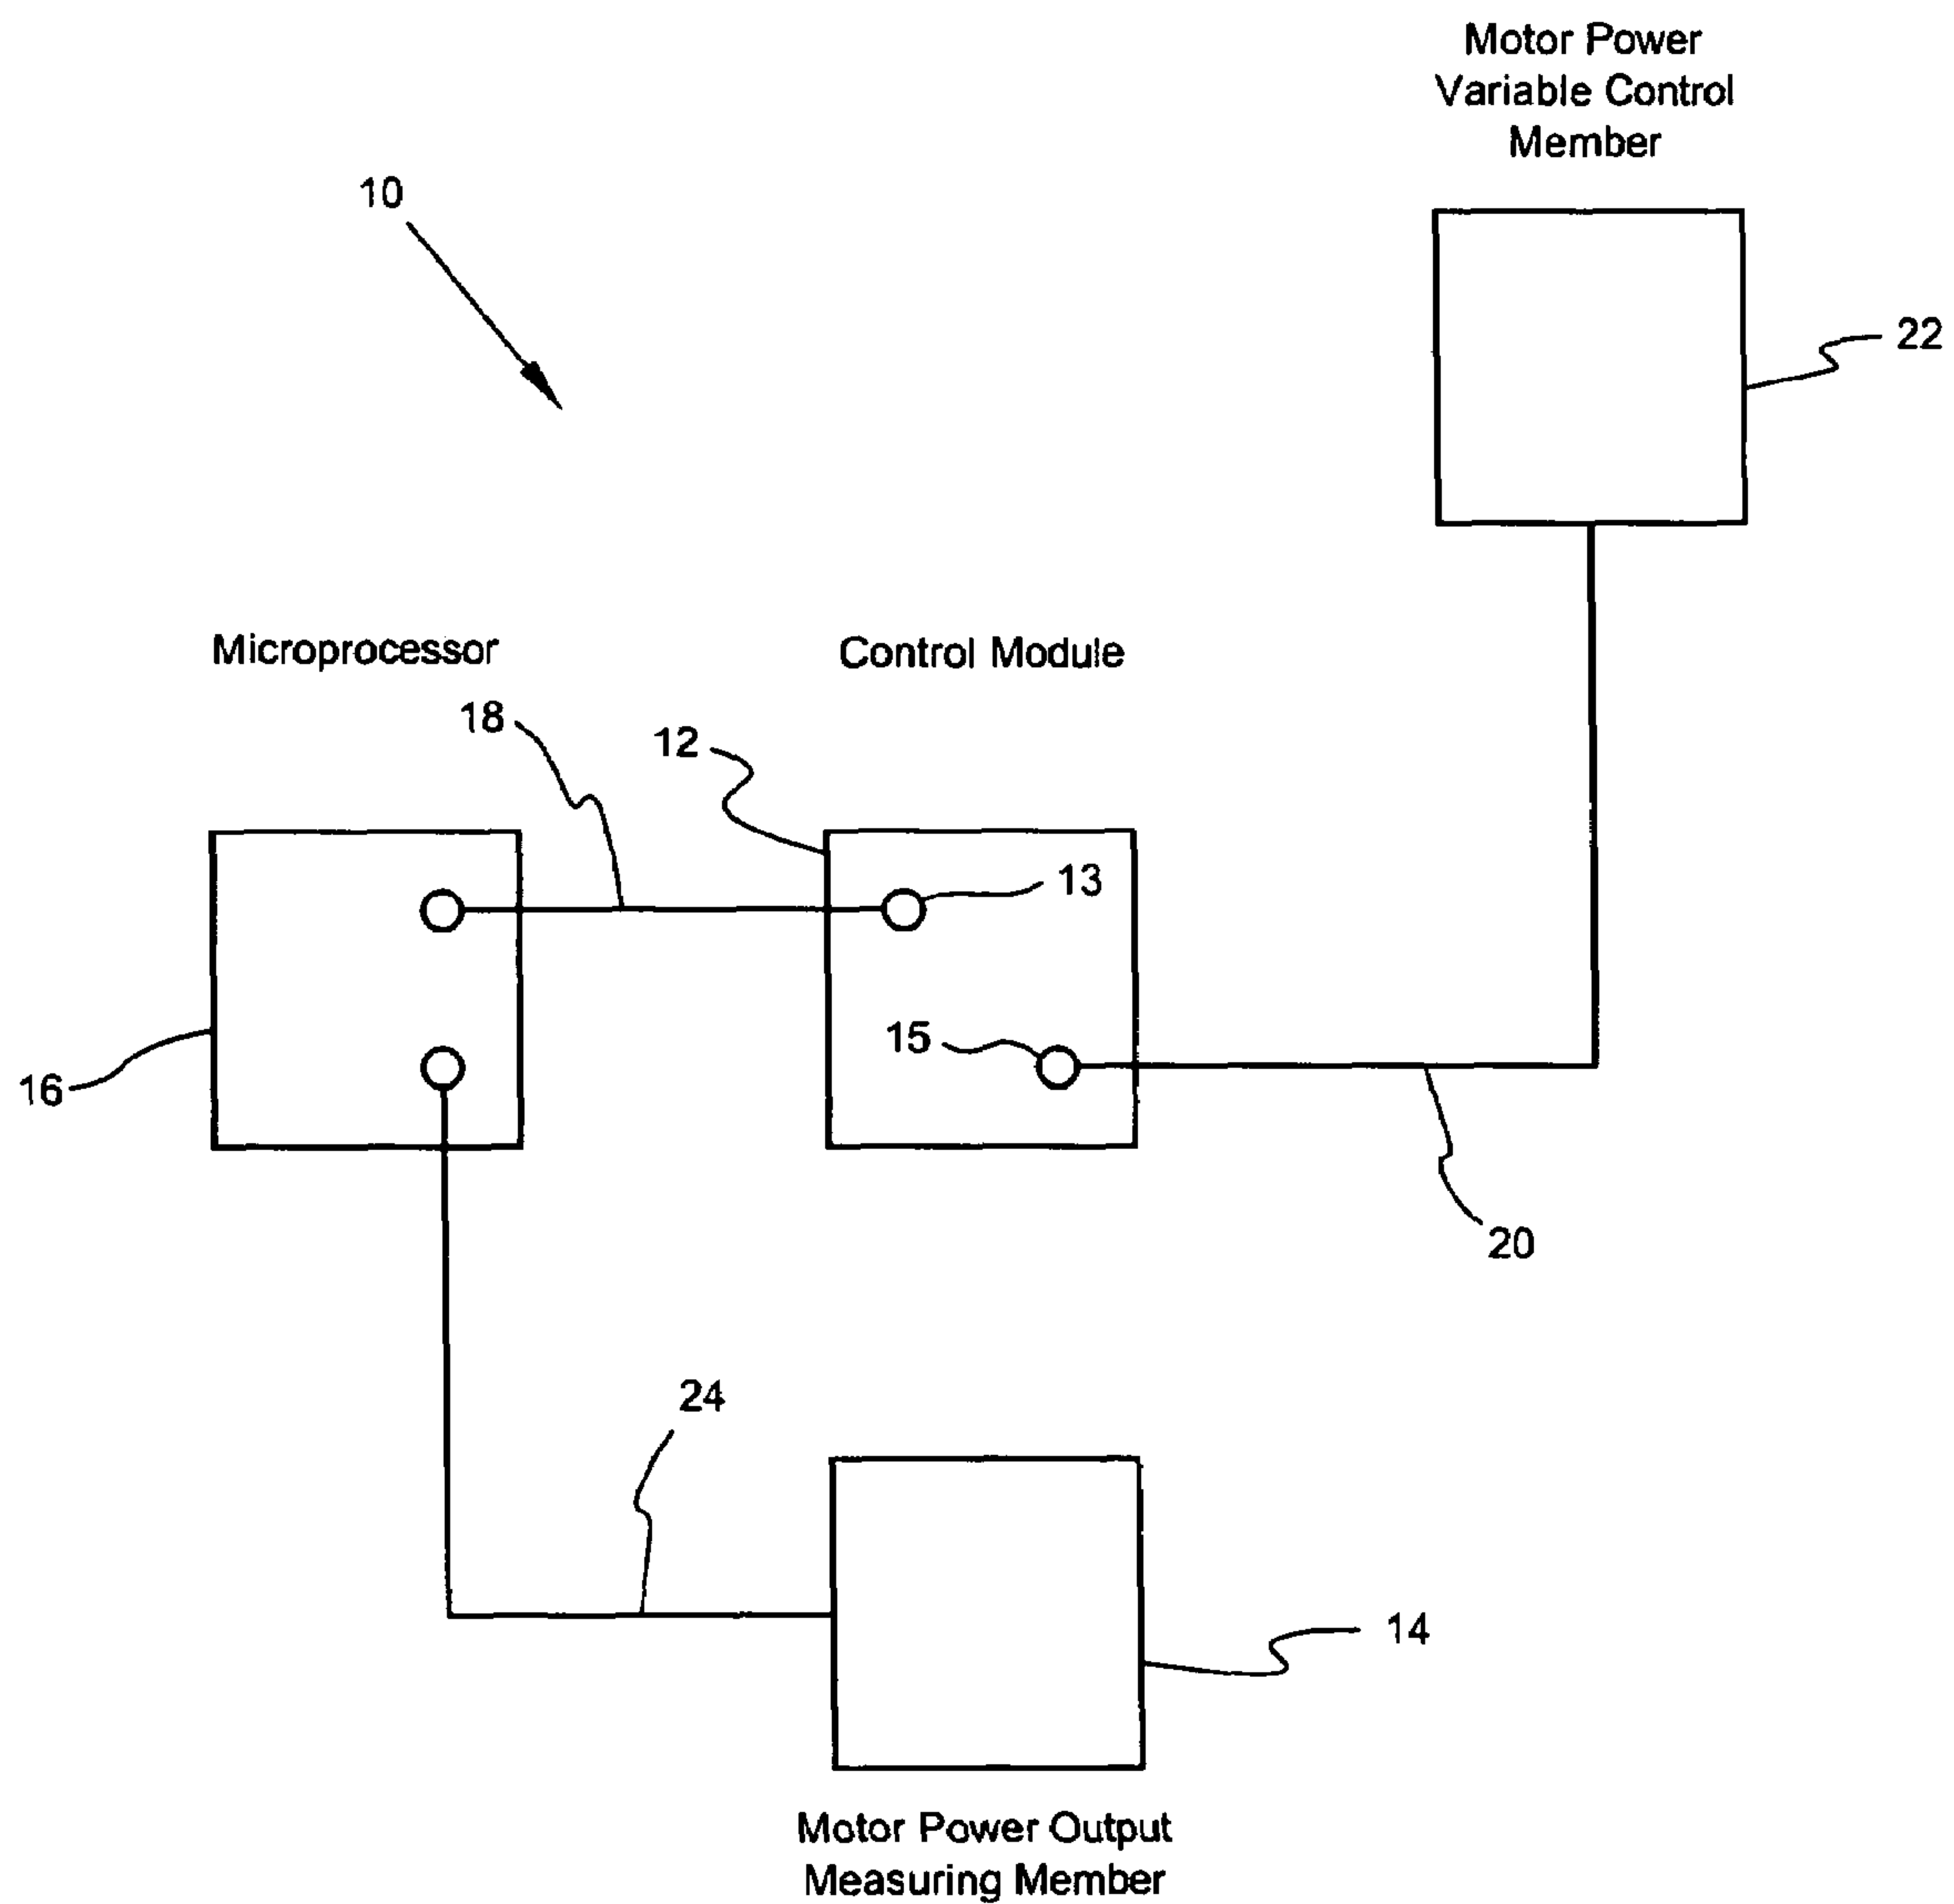 Motor Power
Variable Control
Member
10
22
Microprocessor
Control Module
18
12
13
15
16
20
24
14
Motor Power Output
Measuring Member